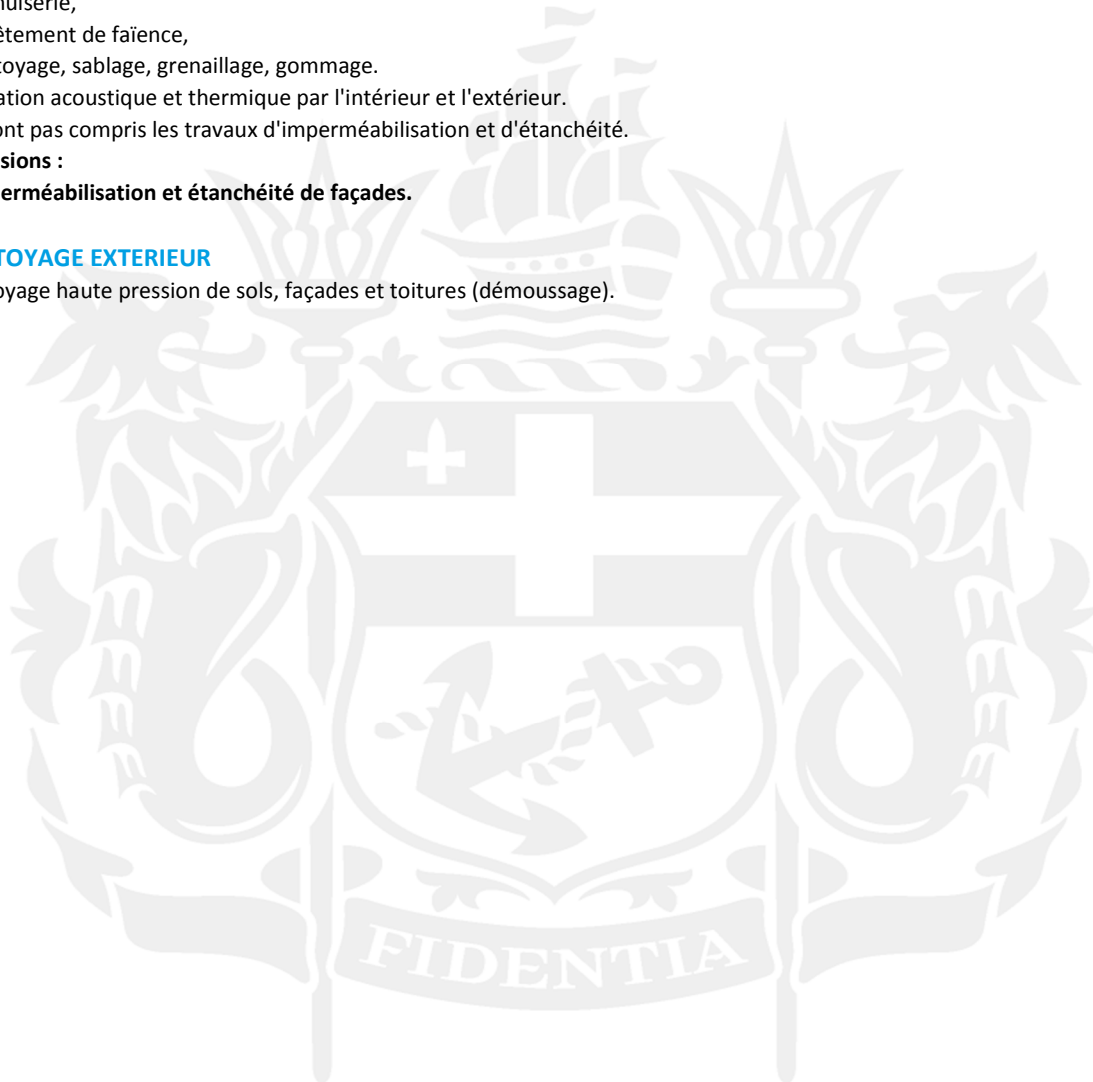 nuiserie,
êtement de faïence,
toyage, sablage, grenaillage, gommage.
ation acoustique et thermique par l'intérieur et l'extérieur.
ont pas compris les travaux d'imperméabilisation et d'étanchéité.
sions :
perméabilisation et étanchéité de façades.
TOYAGE EXTERIEUR
oyage haute pression de sols, façades et toitures (démoussage).
FIDENTIA